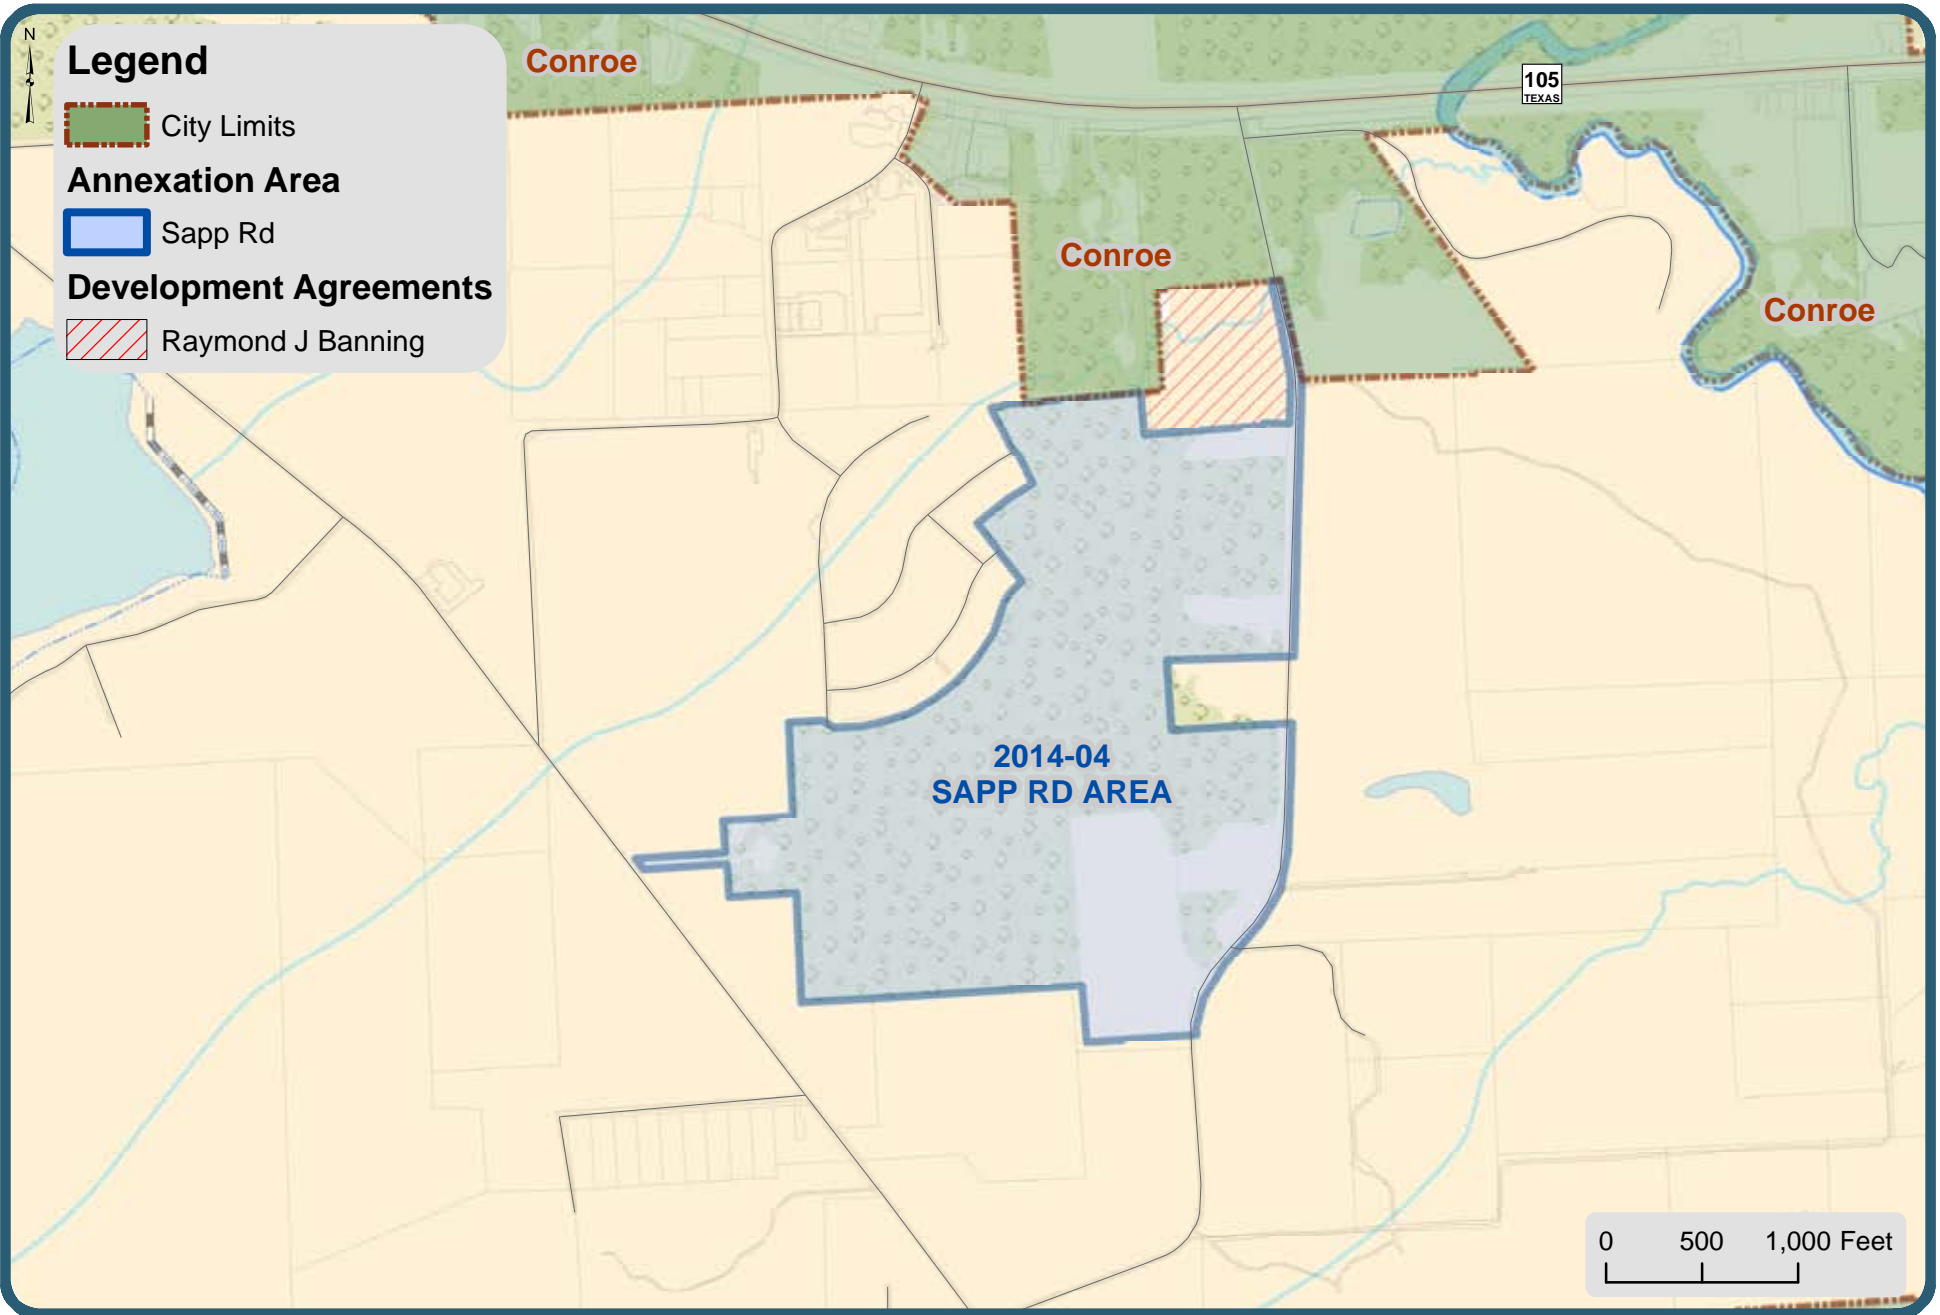 N
Legend
City Limits
Annexation Area
Sapp Rd
Development Agreements
Raymond J Banning
Conroe
105
TEXAS
Conroe
Conroe
2014-04
SAPP RD AREA
0 500 1,000 Feet